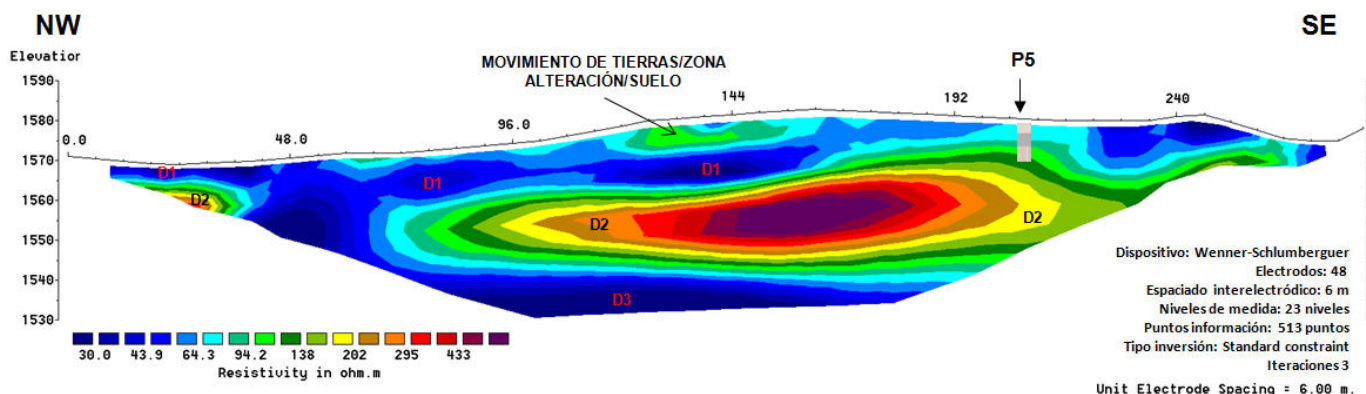 NW
SE
Elevatior
MOVIMIENTO DE TIERRAS/ZONA
ALTERACIÓN/SUELO
P5
1590
1580
1570
1560
1550
1540
1530
0.0
48.0
96.0
144
192
240
D1
D2
D1
D1
D2
D2
D3
30.0 43.9 64.3 94.2 138 202 295 433
Resistivity in ohm.m
Dispositivo: Wenner-Schlumberguer
Electrodos: 48
Espaciado interelectródico: 6 m
Niveles de medida: 23 niveles
Puntos información: 513 puntos
Tipo inversión: Standard constraint
Iteraciones 3
Unit Electrode Spacing = 6.00 m.